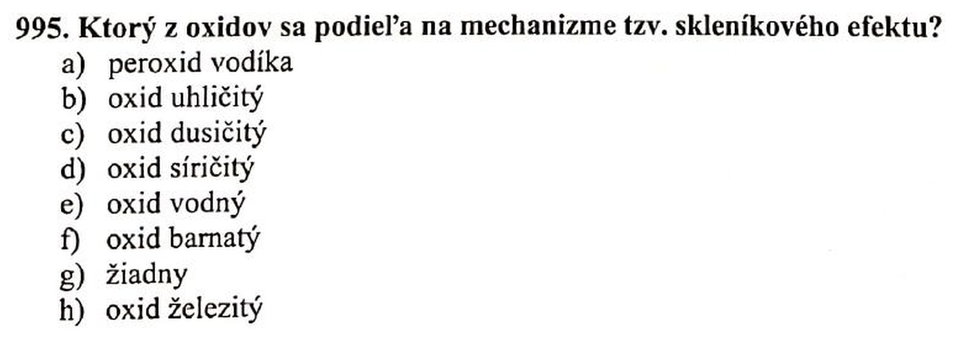 995. Ktorý z oxidov sa podieľa na mechanizme tzv. skleníkového efektu?
a) peroxid vodíka
b) oxid uhličitý
c) oxid dusičitý
d) oxid síričitý
e) oxid vodný
f) oxid barnatý
g) žiadny
h) oxid železitý